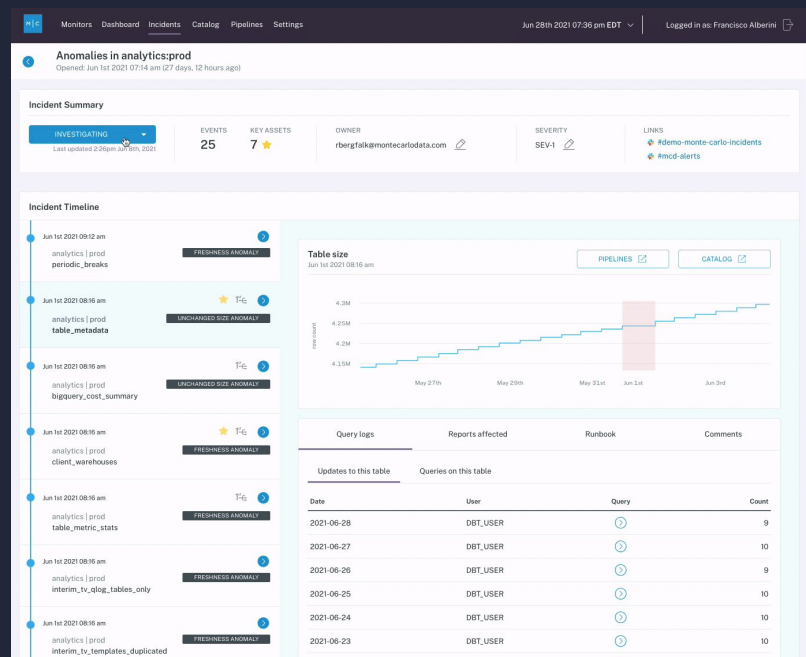 M|C
Monitors Dashboard Incidents Catalog Pipelines Settings
Jun 28th 2021 07:36 pm EDT
Logged in as: Francisco Alberini
Anomalies in analytics:prod
Opened: Jun 1st 2021 07:14 am (27 days, 12 hours ago)
Incident Summary
INVESTIGATING
Last updated 2:26pm Jun 8th, 2021
EVENTS
25
KEY ASSETS
7
OWNER
rbergfalk@montecarlodata.com
SEVERITY
SEV-1
LINKS
#demo-monte-carlo-incidents
#mcd-alerts
Incident Timeline
Jun 1st 2021 09:12 am
analytics | prod
FRESHNESS ANOMALY
periodic_breaks
Jun 1st 2021 08:16 am
analytics | prod
UNCHANGED SIZE ANOMALY
table_metadata
Jun 1st 2021 08:16 am
analytics | prod
UNCHANGED SIZE ANOMALY
bigquery_cost_summary
Jun 1st 2021 08:16 am
analytics | prod
FRESHNESS ANOMALY
client_warehouses
Jun 1st 2021 08:16 am
analytics | prod
FRESHNESS ANOMALY
table_metric_stats
Jun 1st 2021 08:16 am
analytics | prod
FRESHNESS ANOMALY
interim_tv_qlog_tables_only
Jun 1st 2021 08:16 am
analytics | prod
FRESHNESS ANOMALY
interim_tv_templates_duplicated
Table size
Jun 1st 2021 08:16 am
PIPELINES
CATALOG
row count
4.3M
4.25M
4.2M
4.15M
May 27th May 29th May 31st Jun 1st Jun 3rd
Query logs Reports affected Runbook Comments
Updates to this table Queries on this table
Date User Query Count
2021-06-28 DBT_USER 9
2021-06-27 DBT_USER 10
2021-06-26 DBT_USER 9
2021-06-25 DBT_USER 10
2021-06-24 DBT_USER 10
2021-06-23 DBT_USER 10